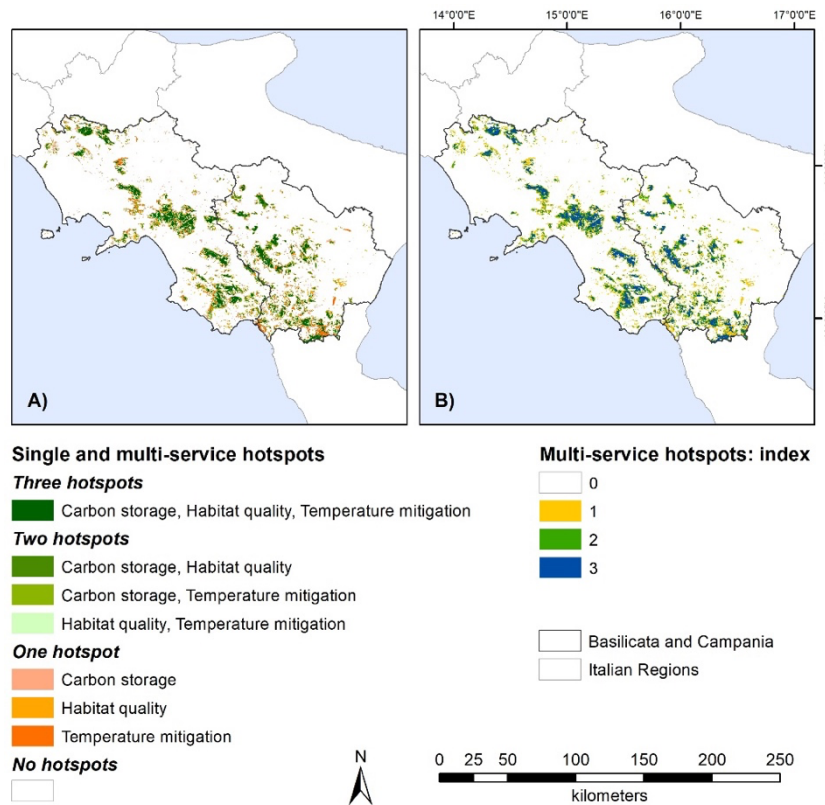 14°0'0"E 15°0'0"E 16°0'0"E 17°0'0"E
A) B)
Single and multi-service hotspots
Three hotspots
Carbon storage, Habitat quality, Temperature mitigation
Two hotspots
Carbon storage, Habitat quality
Carbon storage, Temperature mitigation
Habitat quality, Temperature mitigation
One hotspot
Carbon storage
Habitat quality
Temperature mitigation
No hotspots
Multi-service hotspots: index
0
1
2
3
Basilicata and Campania
Italian Regions
N
0 25 50 100 150 200 250
kilometers